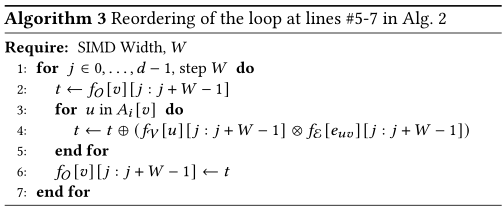 Algorithm 3 Reordering of the loop at lines #5-7 in Alg. 2
Require: SIMD Width, W
1: for j ∈ 0, . . . , d − 1, step W do
2: t ← f_O[v][j : j + W − 1]
3: for u in A_i[v] do
4: t ← t ⊕ (f_V[u][j : j + W − 1] ⊗ f_E[e_{uv}][j : j + W − 1])
5: end for
6: f_O[v][j : j + W − 1] ← t
7: end for